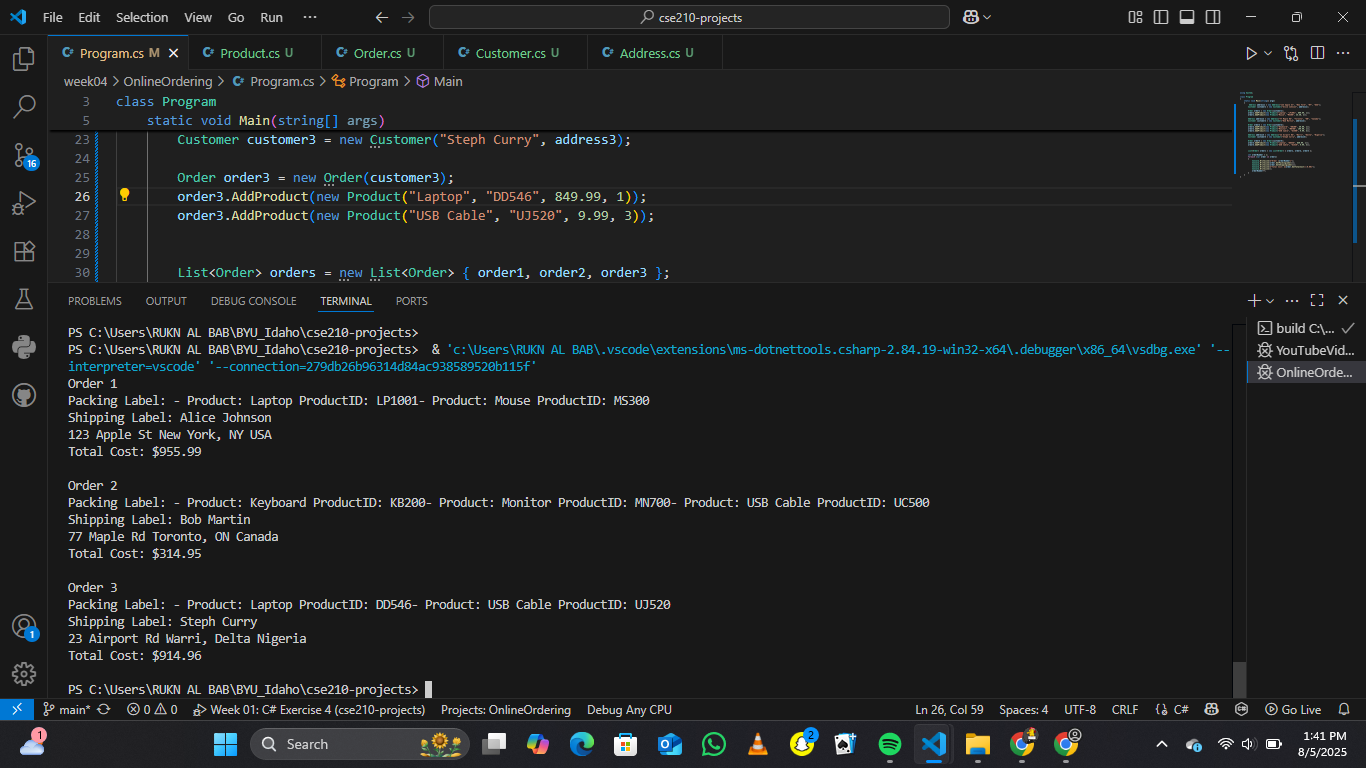 File Edit Selection View Go Run ··· cse210-projects
Program.cs M Product.cs U Order.cs U Customer.cs U Address.cs U
week04 > OnlineOrdering > Program.cs > Program > Main
3 class Program
5 static void Main(string[] args)
23 Customer customer3 = new Customer("Steph Curry", address3);
24
25 Order order3 = new Order(customer3);
26 order3.AddProduct(new Product("Laptop", "DD546", 849.99, 1));
27 order3.AddProduct(new Product("USB Cable", "UJ520", 9.99, 3));
28
29
30 List<Order> orders = new List<Order> { order1, order2, order3 };
PROBLEMS OUTPUT DEBUG CONSOLE TERMINAL PORTS
PS C:\Users\RUKN AL BAB\BYU_Idaho\cse210-projects>
PS C:\Users\RUKN AL BAB\BYU_Idaho\cse210-projects> & 'c:\Users\RUKN AL BAB\.vscode\extensions\ms-dotnettools.csharp-2.84.19-win32-x64\.debugger\x86_64\vsdbg.exe' '--
interpreter=vscode' '--connection=279db26b96314d84ac938589520b115f'
Order 1
Packing Label: - Product: Laptop ProductID: LP1001- Product: Mouse ProductID: MS300
Shipping Label: Alice Johnson
123 Apple St New York, NY USA
Total Cost: $955.99
Order 2
Packing Label: - Product: Keyboard ProductID: KB200- Product: Monitor ProductID: MN700- Product: USB Cable ProductID: UC500
Shipping Label: Bob Martin
77 Maple Rd Toronto, ON Canada
Total Cost: $314.95
Order 3
Packing Label: - Product: Laptop ProductID: DD546- Product: USB Cable ProductID: UJ520
Shipping Label: Steph Curry
23 Airport Rd Warri, Delta Nigeria
Total Cost: $914.96
PS C:\Users\RUKN AL BAB\BYU_Idaho\cse210-projects>
build C:\...
YouTubeVid...
OnlineOrde...
16
1
main* 0 0 Week 01: C# Exercise 4 (cse210-projects) Projects: OnlineOrdering Debug Any CPU Ln 26, Col 59 Spaces: 4 UTF-8 CRLF {} C# Go Live
1 Search 2 1:41 PM
8/5/2025